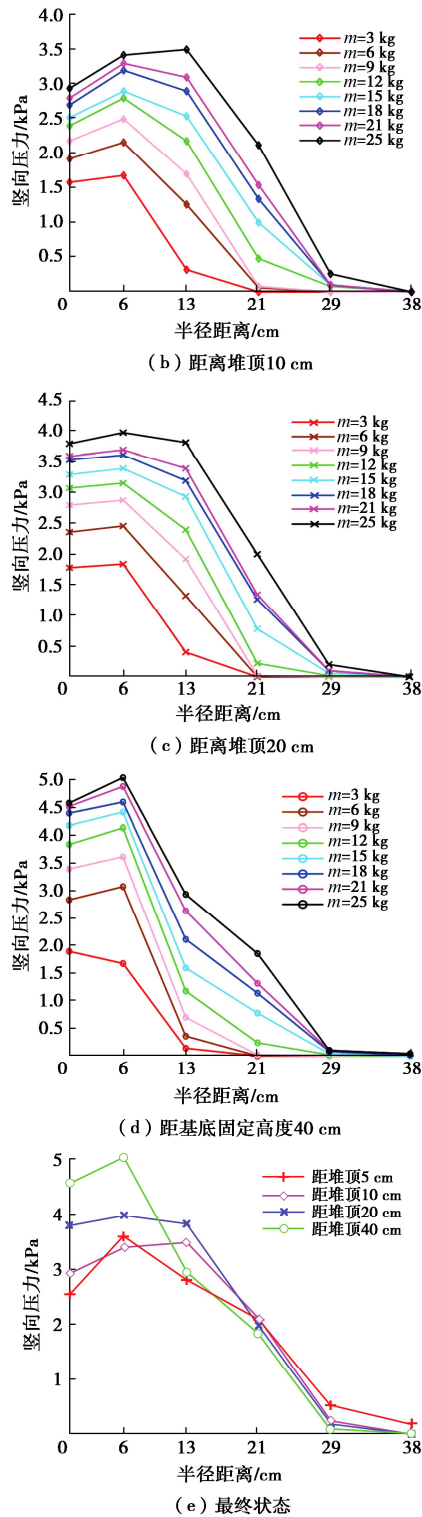 4.0
3.5
3.0
2.5
2.0
1.5
1.0
0.5
竖向压力/kPa
m=3 kg
m=6 kg
m=9 kg
m=12 kg
m=15 kg
m=18 kg
m=21 kg
m=25 kg
0 6 13 21 29 38
半径距离/cm
（b）距离堆顶10 cm
4.5
4.0
3.5
3.0
2.5
2.0
1.5
1.0
0.5
竖向压力/kPa
m=3 kg
m=6 kg
m=9 kg
m=12 kg
m=15 kg
m=18 kg
m=21 kg
m=25 kg
0 6 13 21 29 38
半径距离/cm
（c）距离堆顶20 cm
5.0
4.5
4.0
3.5
3.0
2.5
2.0
1.5
1.0
0.5
竖向压力/kPa
m=3 kg
m=6 kg
m=9 kg
m=12 kg
m=15 kg
m=18 kg
m=21 kg
m=25 kg
0 6 13 21 29 38
半径距离/cm
（d）距基底固定高度40 cm
5
4
3
2
1
竖向压力/kPa
距堆顶5 cm
距堆顶10 cm
距堆顶20 cm
距堆顶40 cm
0 6 13 21 29 38
半径距离/cm
（e）最终状态